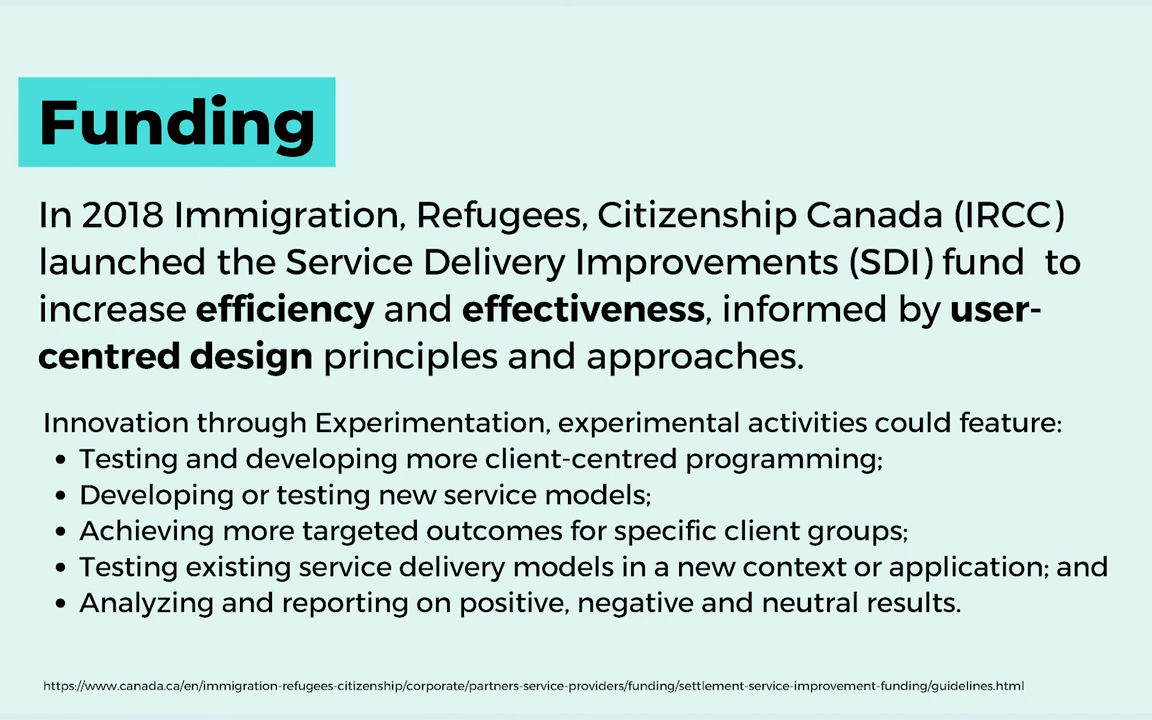 Funding
In 2018 Immigration, Refugees, Citizenship Canada (IRCC)
launched the Service Delivery Improvements (SDI) fund  to
increase efficiency and effectiveness, informed by user-
centred design principles and approaches.
Innovation through Experimentation, experimental activities could feature:
• Testing and developing more client-centred programming;
• Developing or testing new service models;
• Achieving more targeted outcomes for specific client groups;
• Testing existing service delivery models in a new context or application; and
• Analyzing and reporting on positive, negative and neutral results.
https://www.canada.ca/en/immigration-refugees-citizenship/corporate/partners-service-providers/funding/settlement-service-improvement-funding/guidelines.html